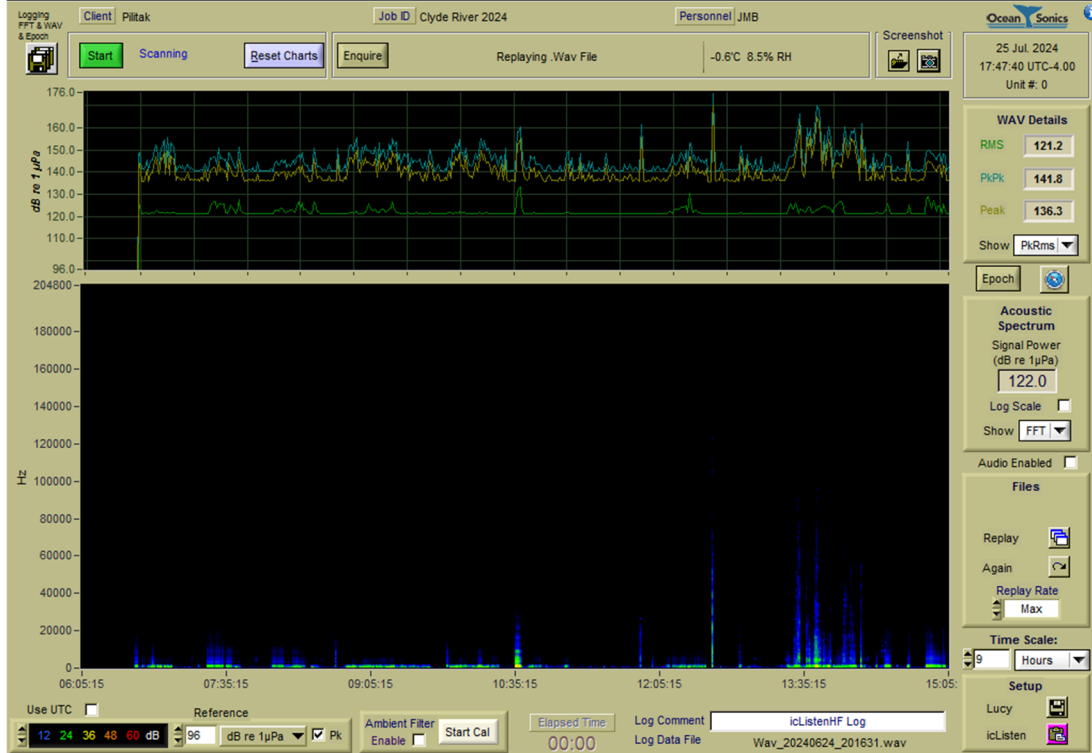 Logging
FFT & WAV
& Epoch
Client Pilitak
Job ID Clyde River 2024
Personnel JMB
Ocean Sonics
Start Scanning Reset Charts Enquire Replaying .Wav File -0.6°C 8.5% RH
Screenshot
25 Jul. 2024
17:47:40 UTC-4.00
Unit #: 0
176.0
160.0
150.0
140.0
130.0
120.0
110.0
96.0
dB re 1 µPa
WAV Details
RMS 121.2
PkPk 141.8
Peak 136.3
Show PkRms
Epoch
204800
180000
160000
140000
120000
100000
80000
60000
40000
20000
0
Hz
06:05:15 07:35:15 09:05:15 10:35:15 12:05:15 13:35:15 15:05:
Acoustic
Spectrum
Signal Power
(dB re 1µPa)
122.0
Log Scale
Show FFT
Audio Enabled
Files
Replay
Again
Replay Rate
Max
Time Scale:
9 Hours
Setup
Lucy
icListen
Use UTC
12 24 36 48 60 dB
Reference
96 dB re 1µPa Pk
Ambient Filter
Enable Start Cal
Elapsed Time
00:00
Log Comment icListenHF Log
Log Data File Wav_20240624_201631.wav